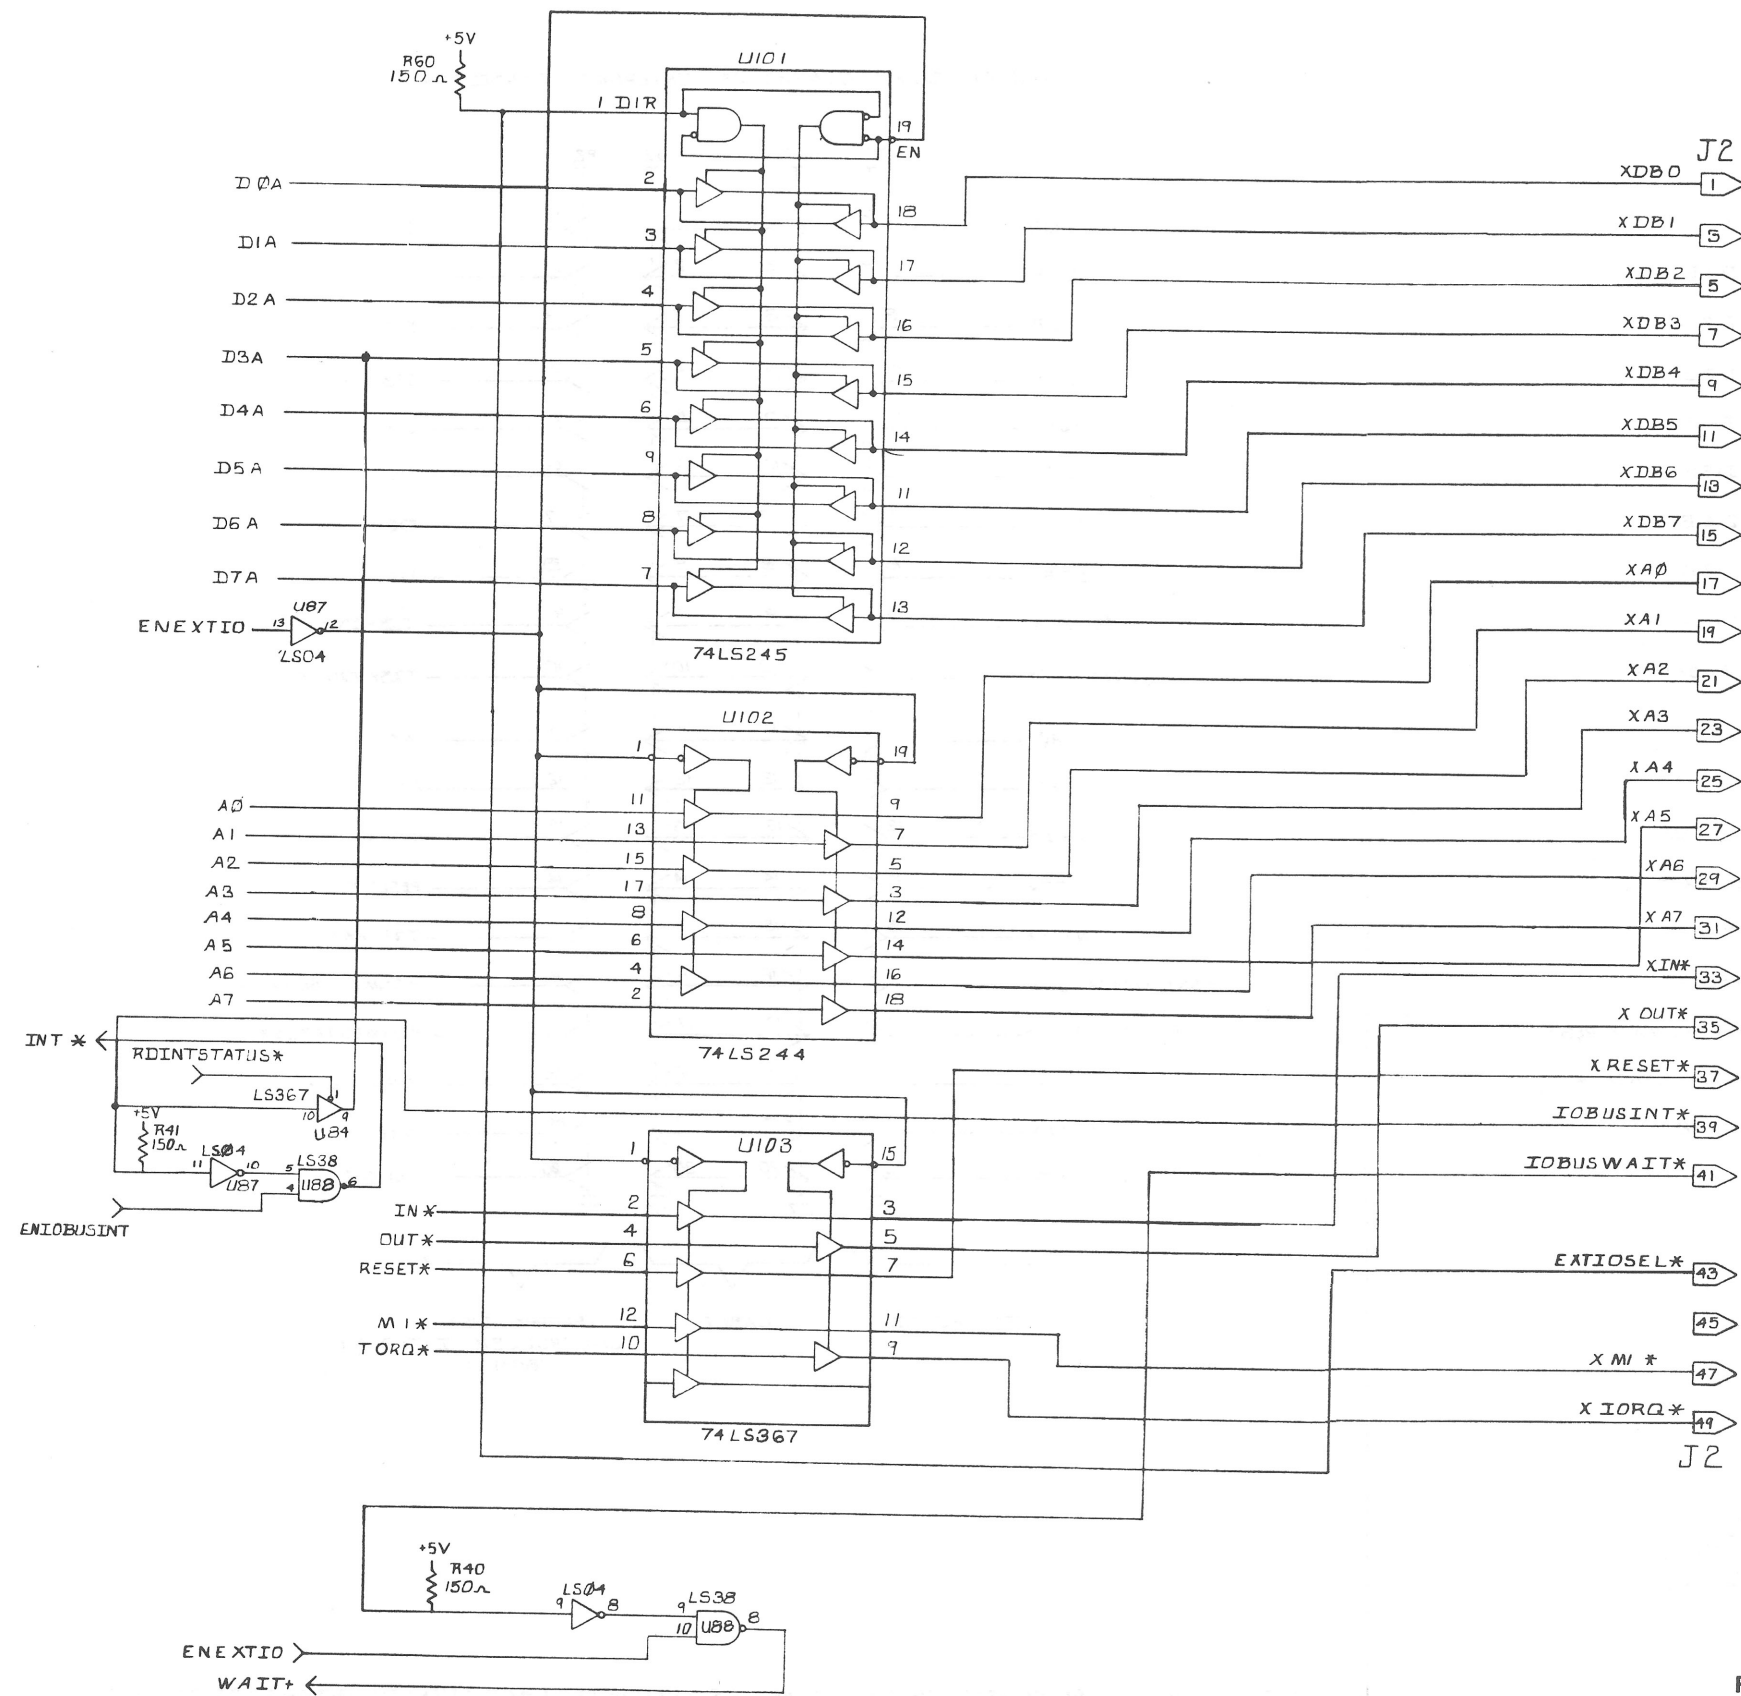 +5V
R60
150Ω
U101
1 DIR
19
EN
J2
XDB0
1
DØA
2
18
XDB1
3
D1A
3
17
XDB2
5
D2A
4
16
XDB3
7
D3A
5
15
XDB4
9
D4A
6
14
XDB5
11
D5A
9
11
XDB6
13
D6A
8
12
XDB7
15
D7A
7
13
XAØ
17
U87
ENEXTIO
13
12
LS04
74LS245
XA1
19
XA2
21
U102
XA3
23
1
19
XA4
25
AØ
11
9
XA5
27
A1
13
7
A2
15
5
XA6
29
A3
17
3
A4
8
12
XA7
31
A5
6
14
A6
4
16
XIN*
33
A7
2
18
X OUT*
35
74LS244
INT *
RDINTSTATUS*
X RESET*
37
LS367
1
10
9
U84
+5V
R41
150Ω
IOBUSINT*
39
LSØ4
11
10
U87
LS38
5
4
U88
6
ENIOBUSINT
U103
1
15
IOBUSWAIT*
41
IN*
2
3
OUT*
4
5
RESET*
6
7
EXTIOSEL*
43
M1*
12
11
45
TORQ*
10
9
X M1 *
47
X IORQ*
49
74LS367
J2
+5V
R40
150Ω
LSØ4
9
8
LS38
9
10
U88
8
ENEXTIO
WAIT+